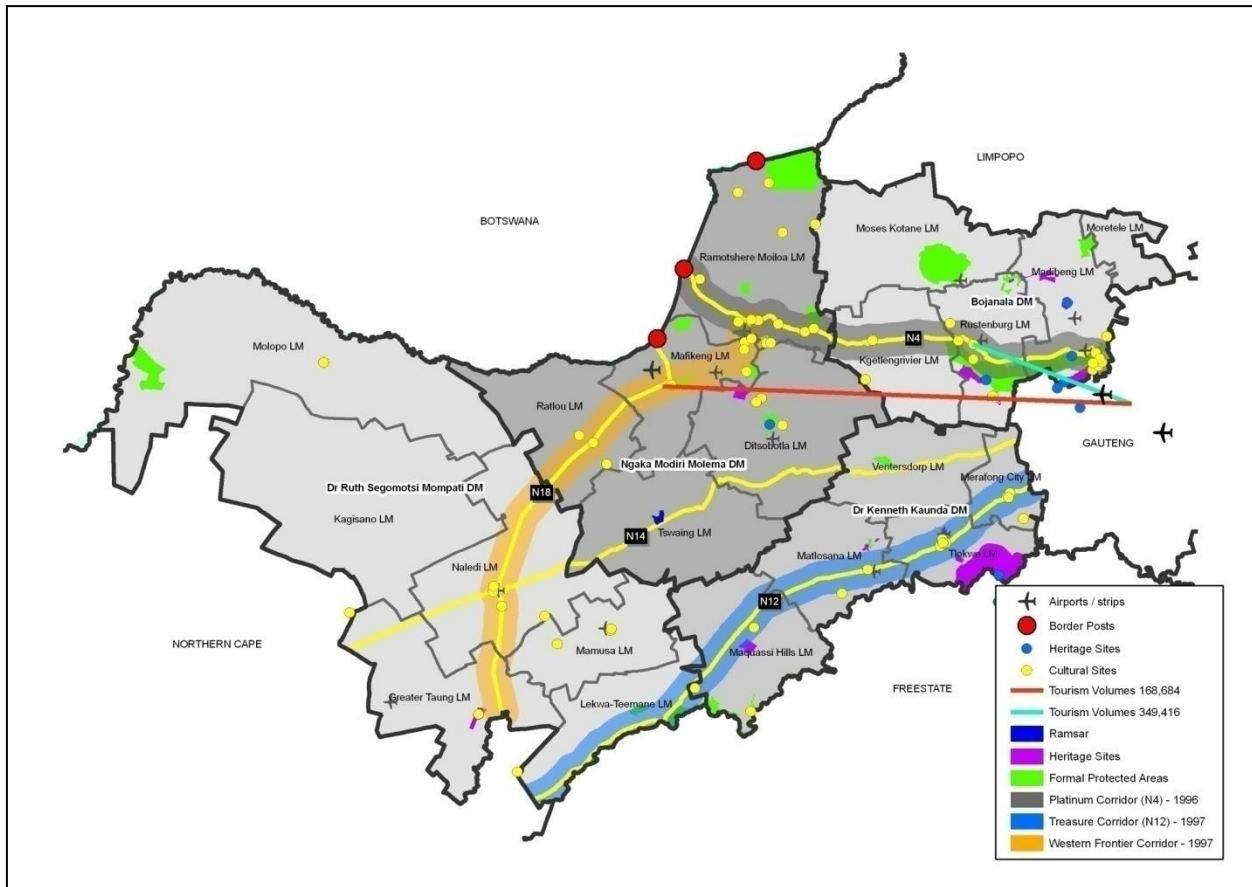 LIMPOPO
BOTSWANA
Moses Kotane LM
Moretele LM
Ramotshere Moiloa LM
Madibeng LM
Bojanala DM
Rustenburg LM
N4
Molopo LM
Mafikeng LM
Kgetlengrivier LM
Ratlou LM
GAUTENG
Ditsobotla LM
Ngaka Modiri Molema DM
Ventersdorp LM
Merafong City LM
Dr Ruth Segomotsi Mompati DM
N18
Kagisano LM
Dr Kenneth Kaunda DM
N14
Tswaing LM
Matlosana LM
Tlokwe LM
Naledi LM
N12
NORTHERN CAPE
Mamusa LM
Maquassi Hills LM
FREESTATE
Greater Taung LM
Lekwa-Teemane LM
Airports / strips
Border Posts
Heritage Sites
Cultural Sites
Tourism Volumes 168,684
Tourism Volumes 349,416
Ramsar
Heritage Sites
Formal Protected Areas
Platinum Corridor (N4) - 1996
Treasure Corridor (N12) - 1997
Western Frontier Corridor - 1997